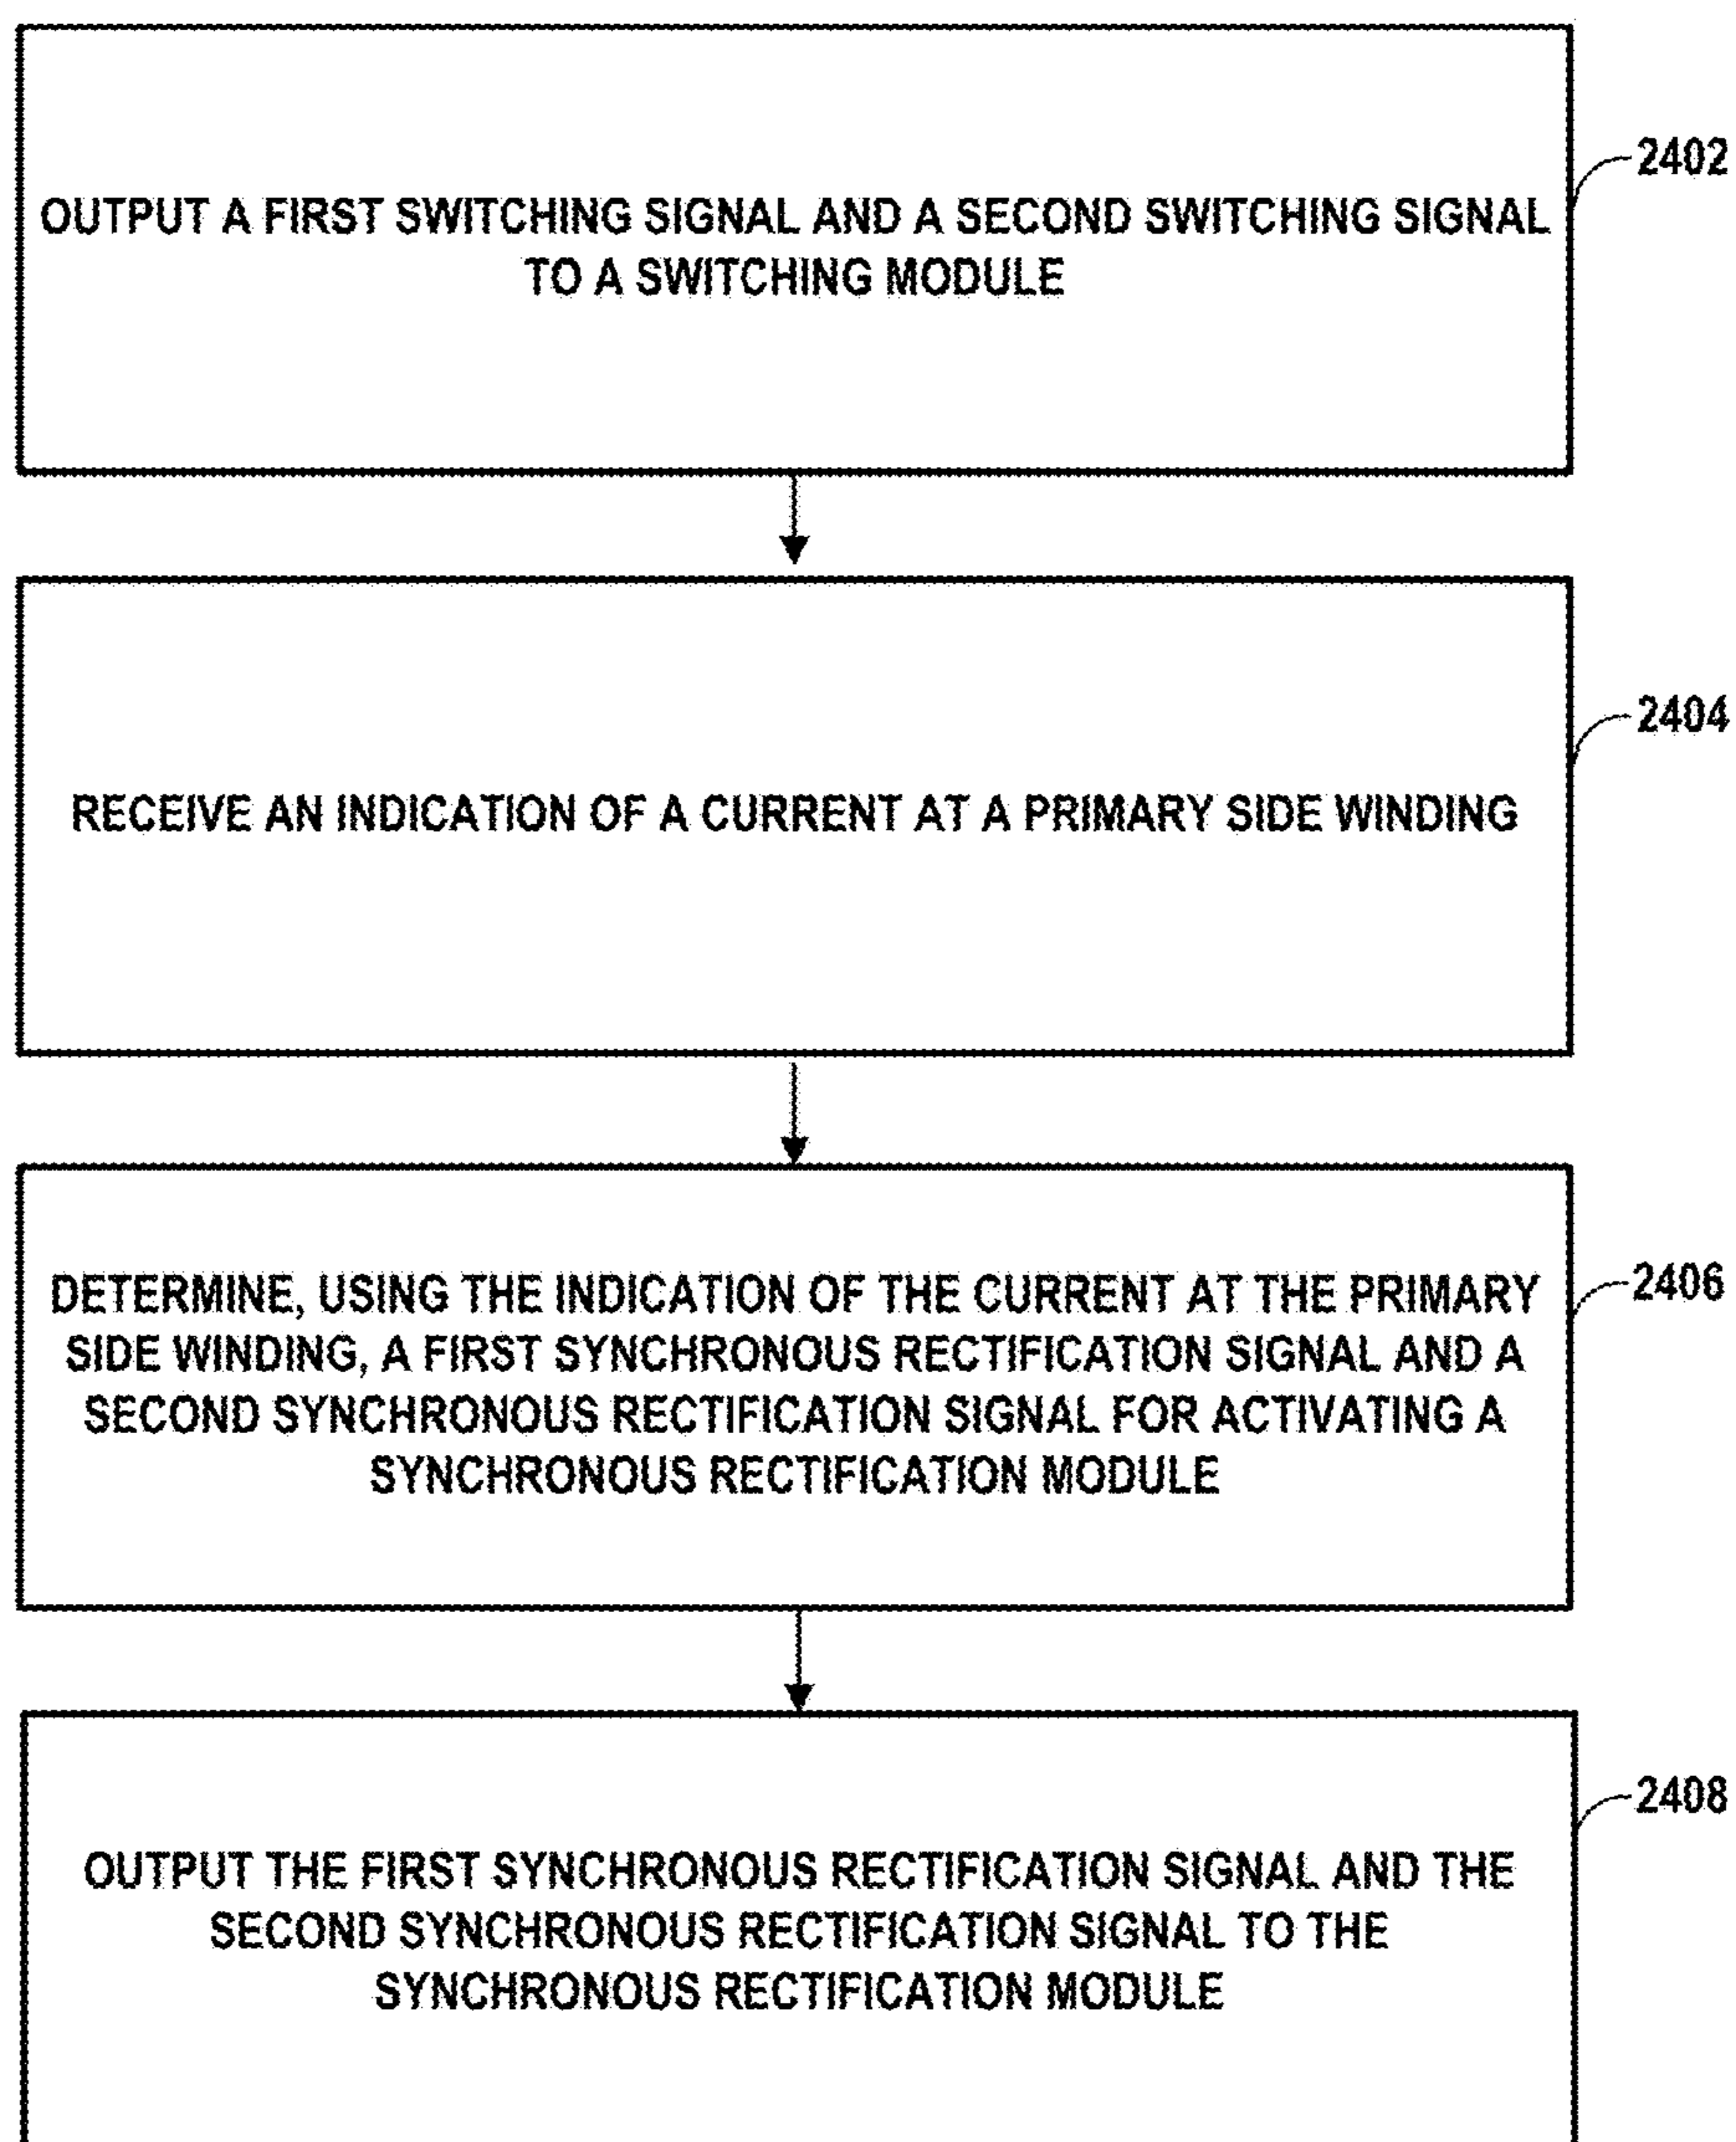 2402
OUTPUT A FIRST SWITCHING SIGNAL AND A SECOND SWITCHING SIGNAL
TO A SWITCHING MODULE
2404
RECEIVE AN INDICATION OF A CURRENT AT A PRIMARY SIDE WINDING
2406
DETERMINE, USING THE INDICATION OF THE CURRENT AT THE PRIMARY
SIDE WINDING, A FIRST SYNCHRONOUS RECTIFICATION SIGNAL AND A
SECOND SYNCHRONOUS RECTIFICATION SIGNAL FOR ACTIVATING A
SYNCHRONOUS RECTIFICATION MODULE
2408
OUTPUT THE FIRST SYNCHRONOUS RECTIFICATION SIGNAL AND THE
SECOND SYNCHRONOUS RECTIFICATION SIGNAL TO THE
SYNCHRONOUS RECTIFICATION MODULE